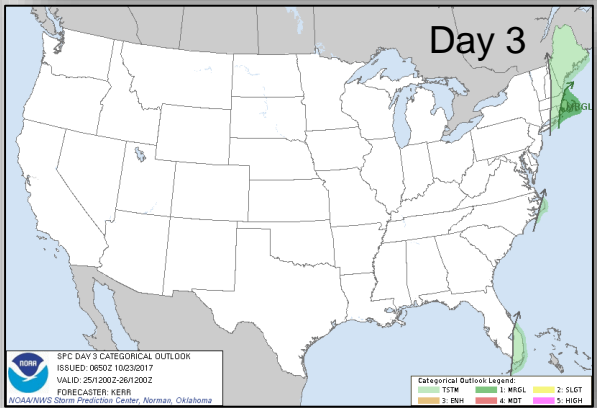 Day 3
MRGL
SPC DAY 3 CATEGORICAL OUTLOOK
ISSUED: 0650Z 10/23/2017
VALID: 25/1200Z-26/1200Z
FORECASTER: KERR
NOAA/NWS Storm Prediction Center, Norman, Oklahoma
NOAA
Categorical Outlook Legend:
TSTM 1: MRGL 2: SLGT
3: ENH 4: MDT 5: HIGH